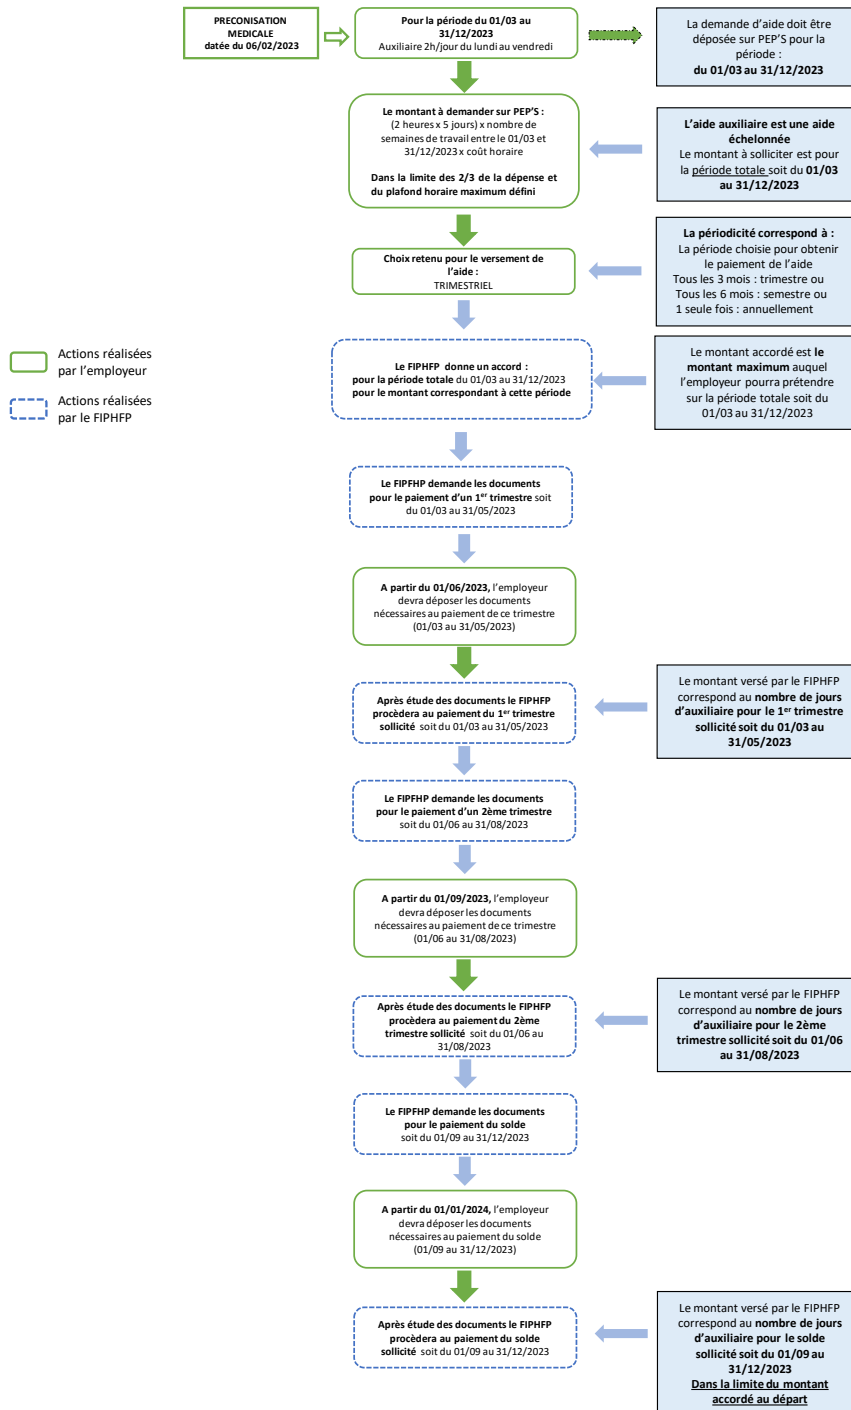 PRECONISATION
MEDICALE
datée du 06/02/2023
Pour la période du 01/03 au
31/12/2023
Auxiliaire 2h/jour du lundi au vendredi
La demande d'aide doit être
déposée sur PEP'S pour la
période :
du 01/03 au 31/12/2023
Le montant à demander sur PEP'S :
(2 heures x 5 jours) x nombre de
semaines de travail entre le 01/03 et
31/12/2023 x coût horaire
Dans la limite des 2/3 de la dépense et
du plafond horaire maximum défini
L'aide auxiliaire est une aide
échelonnée
Le montant à solliciter est pour
la période totale soit du 01/03
au 31/12/2023
Choix retenu pour le versement de
l'aide :
TRIMESTRIEL
La périodicité correspond à :
La période choisie pour obtenir
le paiement de l'aide
Tous les 3 mois : trimestre ou
Tous les 6 mois : semestre ou
1 seule fois : annuellement
Actions réalisées
par l'employeur
Actions réalisées
par le FIPHFP
Le FIPHFP donne un accord :
pour la période totale du 01/03 au 31/12/2023
pour le montant correspondant à cette période
Le montant accordé est le
montant maximum auquel
l'employeur pourra prétendre
sur la période totale soit du
01/03 au 31/12/2023
Le FIPFHP demande les documents
pour le paiement d'un 1er trimestre soit
du 01/03 au 31/05/2023
A partir du 01/06/2023, l'employeur
devra déposer les documents
nécessaires au paiement de ce trimestre
(01/03 au 31/05/2023)
Après étude des documents le FIPHFP
procèdera au paiement du 1er trimestre
sollicité soit du 01/03 au 31/05/2023
Le montant versé par le FIPHFP
correspond au nombre de jours
d'auxiliaire pour le 1er trimestre
sollicité soit du 01/03 au
31/05/2023
Le FIPFHP demande les documents
pour le paiement d'un 2ème trimestre
soit du 01/06 au 31/08/2023
A partir du 01/09/2023, l'employeur
devra déposer les documents
nécessaires au paiement de ce trimestre
(01/06 au 31/08/2023)
Après étude des documents le FIPHFP
procèdera au paiement du 2ème
trimestre sollicité soit du 01/06 au
31/08/2023
Le montant versé par le FIPHFP
correspond au nombre de jours
d'auxiliaire pour le 2ème
trimestre sollicité soit du 01/06
au 31/08/2023
Le FIPFHP demande les documents
pour le paiement du solde
soit du 01/09 au 31/12/2023
A partir du 01/01/2024, l'employeur
devra déposer les documents
nécessaires au paiement du solde
(01/09 au 31/12/2023)
Après étude des documents le FIPHFP
procèdera au paiement du solde
sollicité soit du 01/09 au 31/12/2023
Le montant versé par le FIPHFP
correspond au nombre de jours
d'auxiliaire pour le solde
sollicité soit du 01/09 au
31/12/2023
Dans la limite du montant
accordé au départ